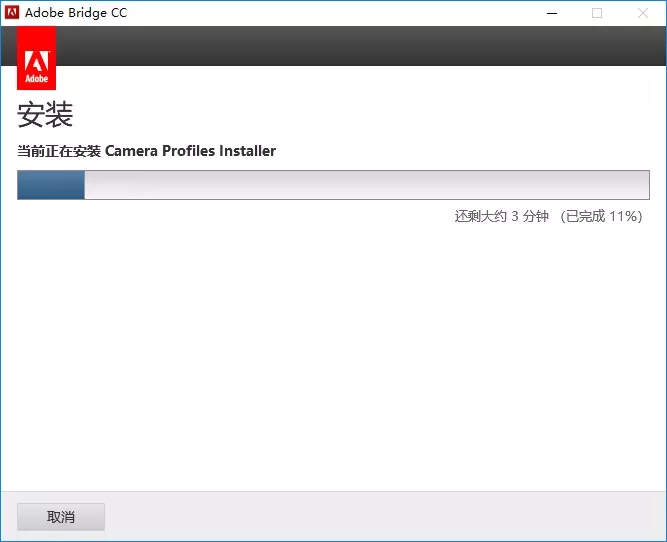 Adobe Bridge CC
Adobe
安装
当前正在安装 Camera Profiles Installer
还剩大约 3 分钟 （已完成 11%）
取消